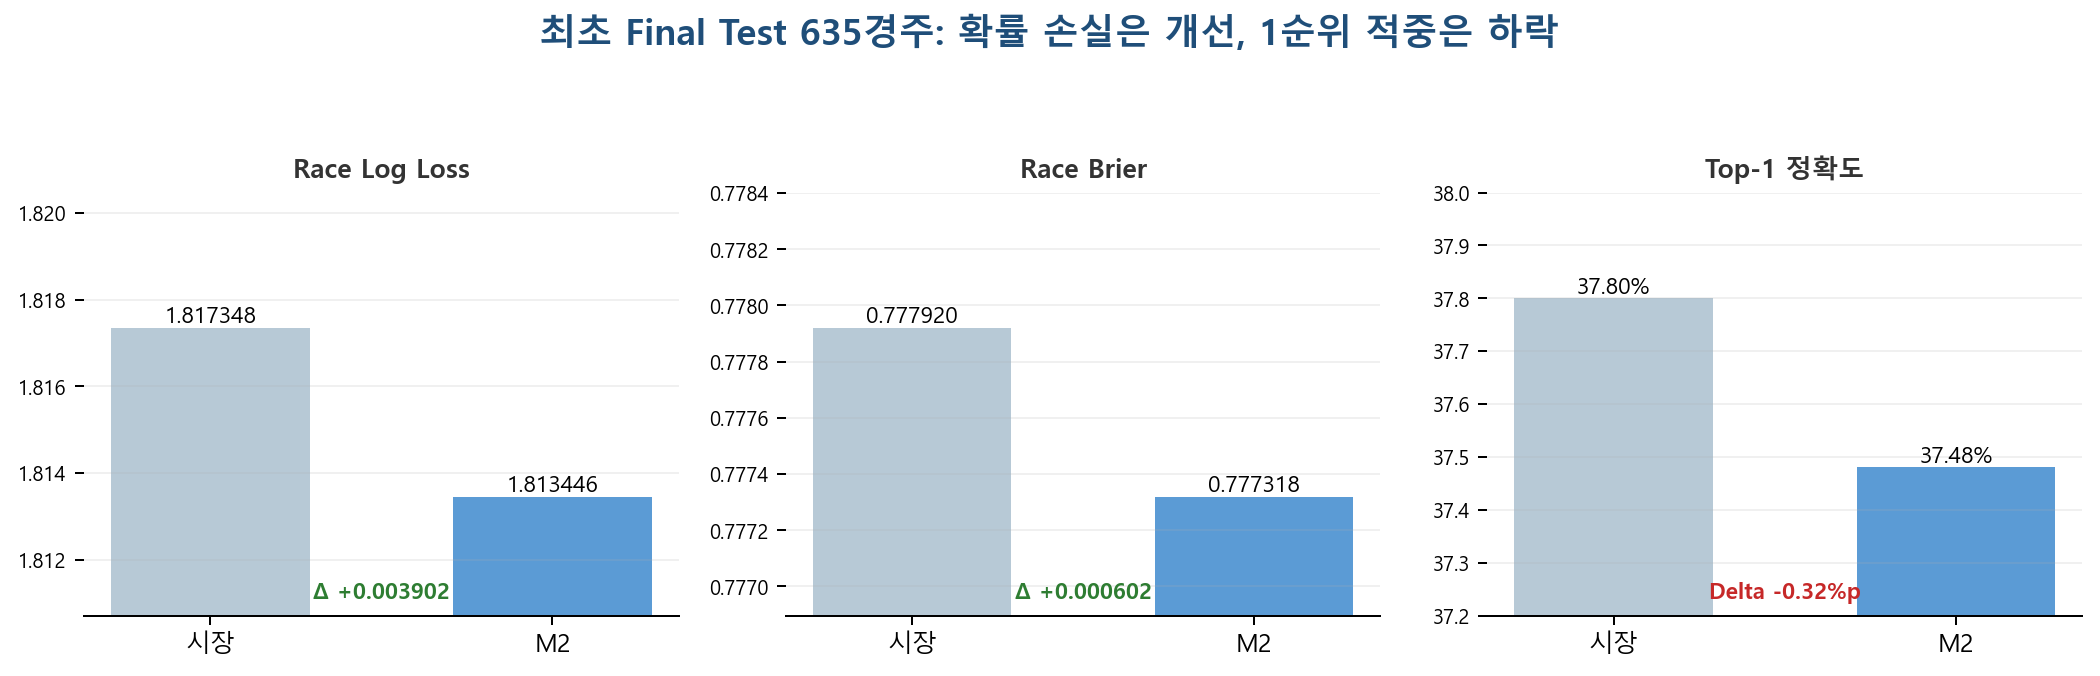 최초 Final Test 635경주: 확률 손실은 개선, 1순위 적중은 하락
Race Log Loss
1.820
1.818
1.816
1.814
1.812
1.817348
1.813446
Δ +0.003902
시장
M2
Race Brier
0.7784
0.7782
0.7780
0.7778
0.7776
0.7774
0.7772
0.7770
0.777920
0.777318
Δ +0.000602
시장
M2
Top-1 정확도
38.0
37.9
37.8
37.7
37.6
37.5
37.4
37.3
37.2
37.80%
37.48%
Delta -0.32%p
시장
M2